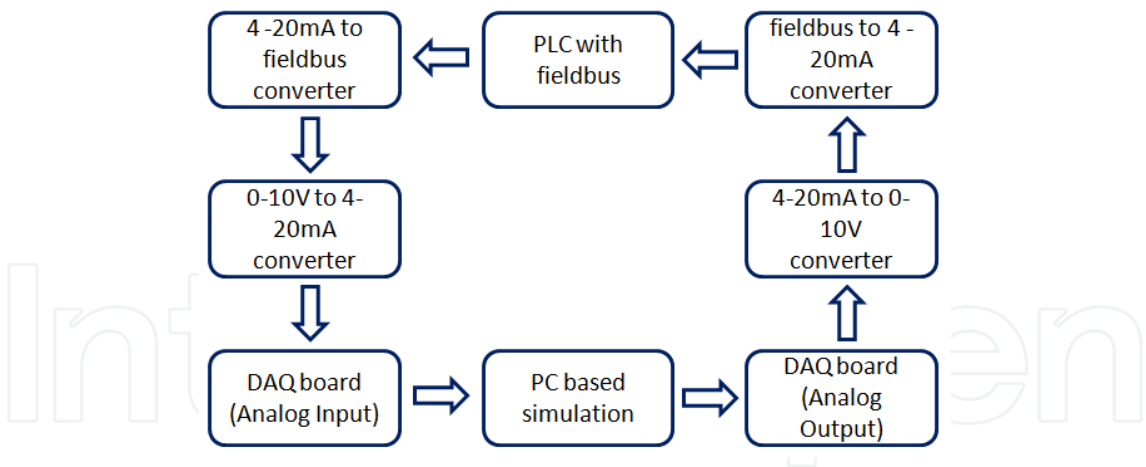 4 -20mA to
fieldbus
converter
PLC with
fieldbus
fieldbus to 4 -
20mA
converter
0-10V to 4-
20mA
converter
4-20mA to 0-
10V
converter
DAQ board
(Analog Input)
PC based
simulation
DAQ board
(Analog
Output)